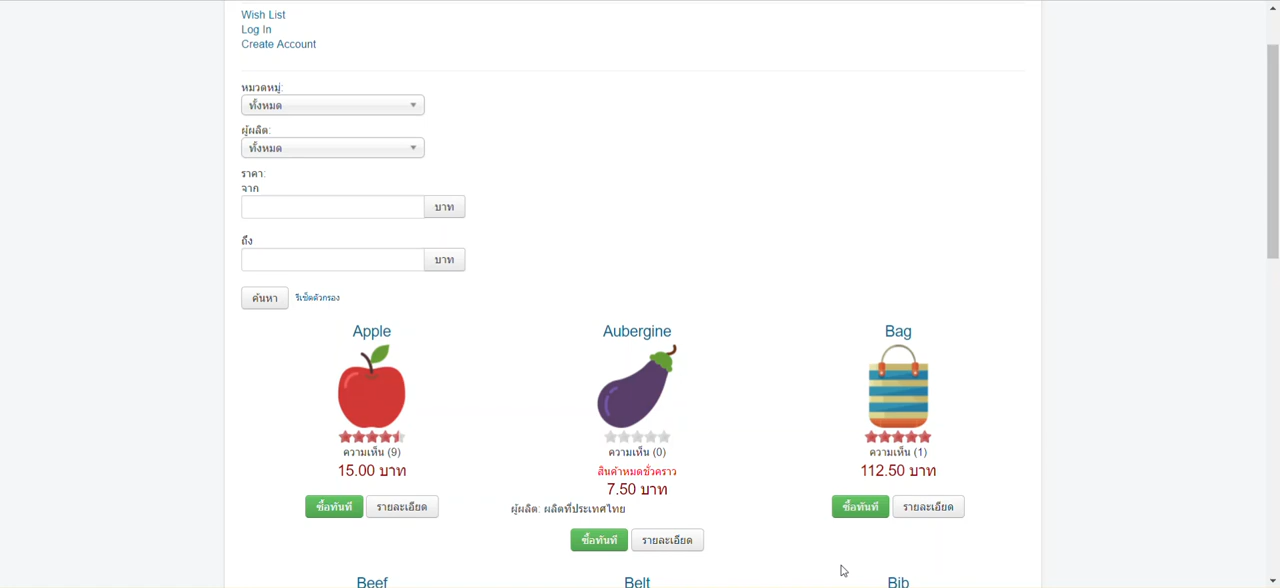 Wish List
Log In
Create Account
หมวดหมู่:
ทั้งหมด
ผู้ผลิต:
ทั้งหมด
ราคา:
จาก
บาท
ถึง
บาท
ค้นหา รีเซ็ตตัวกรอง
Apple Aubergine Bag
ความเห็น (9) ความเห็น (0) ความเห็น (1)
15.00 บาท สินค้าหมดชั่วคราว 112.50 บาท
7.50 บาท
ซื้อทันที รายละเอียด ผู้ผลิต: ผลิตที่ประเทศไทย ซื้อทันที รายละเอียด
ซื้อทันที รายละเอียด
Beef Belt Bib